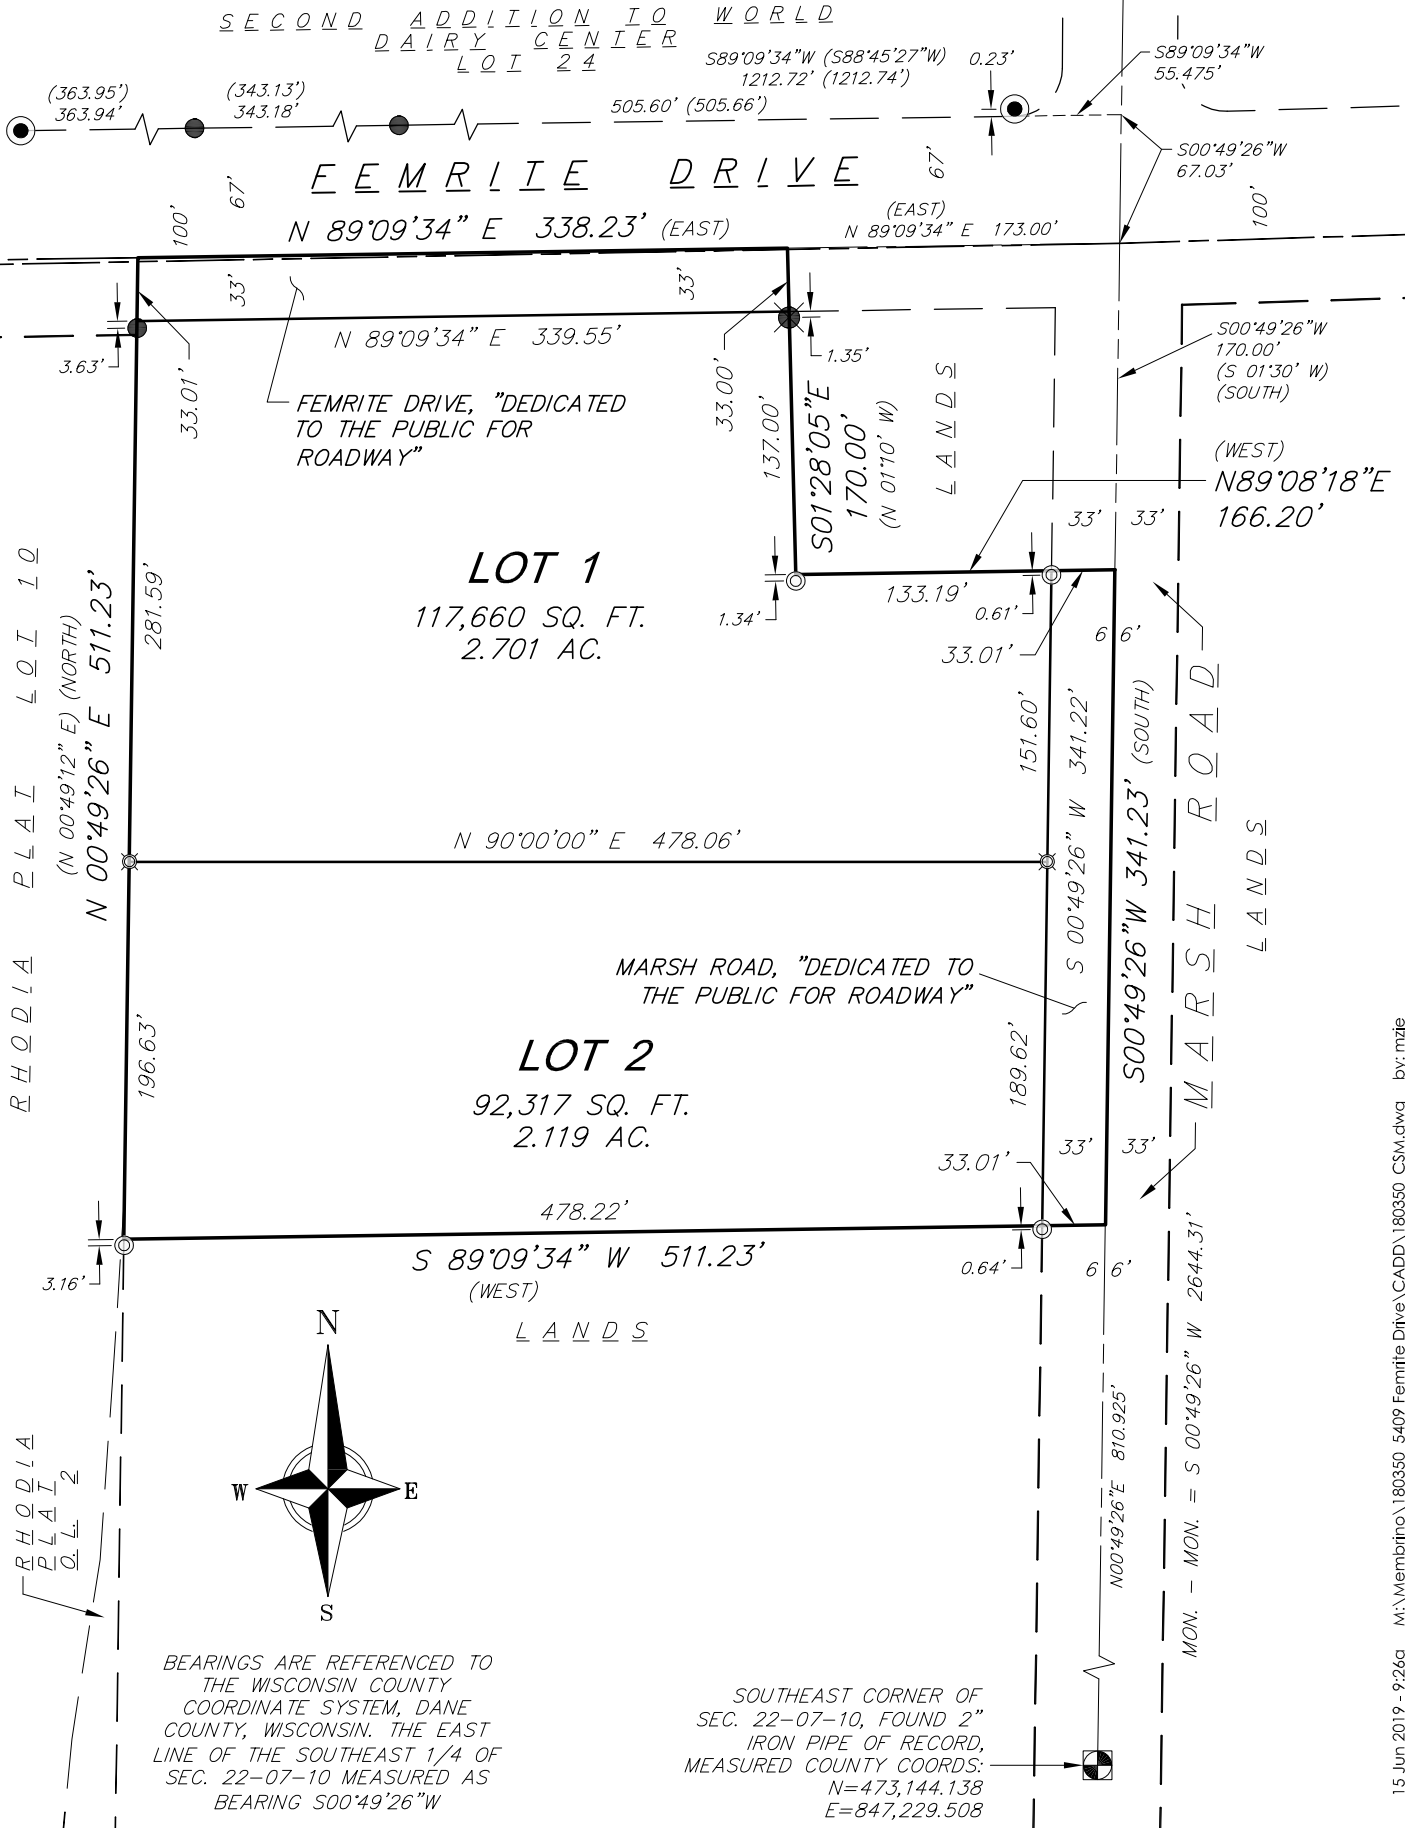 SECOND ADDITION TO WORLD
DAIRY CENTER
LOT 24
S89°09'34"W (S88°45'27"W)
1212.72' (1212.74')
0.23'
S89°09'34"W
55.475'
(363.95')
363.94'
(343.13')
343.18'
505.60' (505.66')
S00°49'26"W
67.03'
FEMRITE DRIVE
67'
67'
100'
100'
N 89°09'34" E 338.23' (EAST)
(EAST)
N 89°09'34" E 173.00'
33'
33'
N 89°09'34" E 339.55'
3.63'
1.35'
33.01'
33.00'
FEMRITE DRIVE, "DEDICATED
TO THE PUBLIC FOR
ROADWAY"
137.00'
S01°28'05"E
170.00'
(N 01°10' W)
LANDS
S00°49'26"W
170.00'
(S 01°30' W)
(SOUTH)
(WEST)
N89°08'18"E
166.20'
33'
33'
LOT 1
117,660 SQ. FT.
2.701 AC.
1.34'
133.19'
0.61'
33.01'
66'
RHODIA PLAT LOT 10
(N 00°49'12" E) (NORTH)
N 00°49'26" E 511.23'
281.59'
151.60'
S 00°49'26" W 341.22'
S00°49'26"W 341.23' (SOUTH)
MARSH ROAD
LANDS
N 90°00'00" E 478.06'
MARSH ROAD, "DEDICATED TO
THE PUBLIC FOR ROADWAY"
196.63'
189.62'
LOT 2
92,317 SQ. FT.
2.119 AC.
33.01'
33'
33'
478.22'
S 89°09'34" W 511.23'
(WEST)
3.16'
0.64'
66'
LANDS
N
W
E
S
RHODIA
PLAT
O.L. 2
N00°49'26"E 810.925'
MON. - MON. = S 00°49'26" W 2644.31'
BEARINGS ARE REFERENCED TO
THE WISCONSIN COUNTY
COORDINATE SYSTEM, DANE
COUNTY, WISCONSIN. THE EAST
LINE OF THE SOUTHEAST 1/4 OF
SEC. 22-07-10 MEASURED AS
BEARING S00°49'26"W
SOUTHEAST CORNER OF
SEC. 22-07-10, FOUND 2"
IRON PIPE OF RECORD,
MEASURED COUNTY COORDS:
N=473,144.138
E=847,229.508
15 Jun 2019 - 9:26a M:\Membrino\180350 5409 Femrite Drive\CADD\180350 CSM.dwg by: mzie